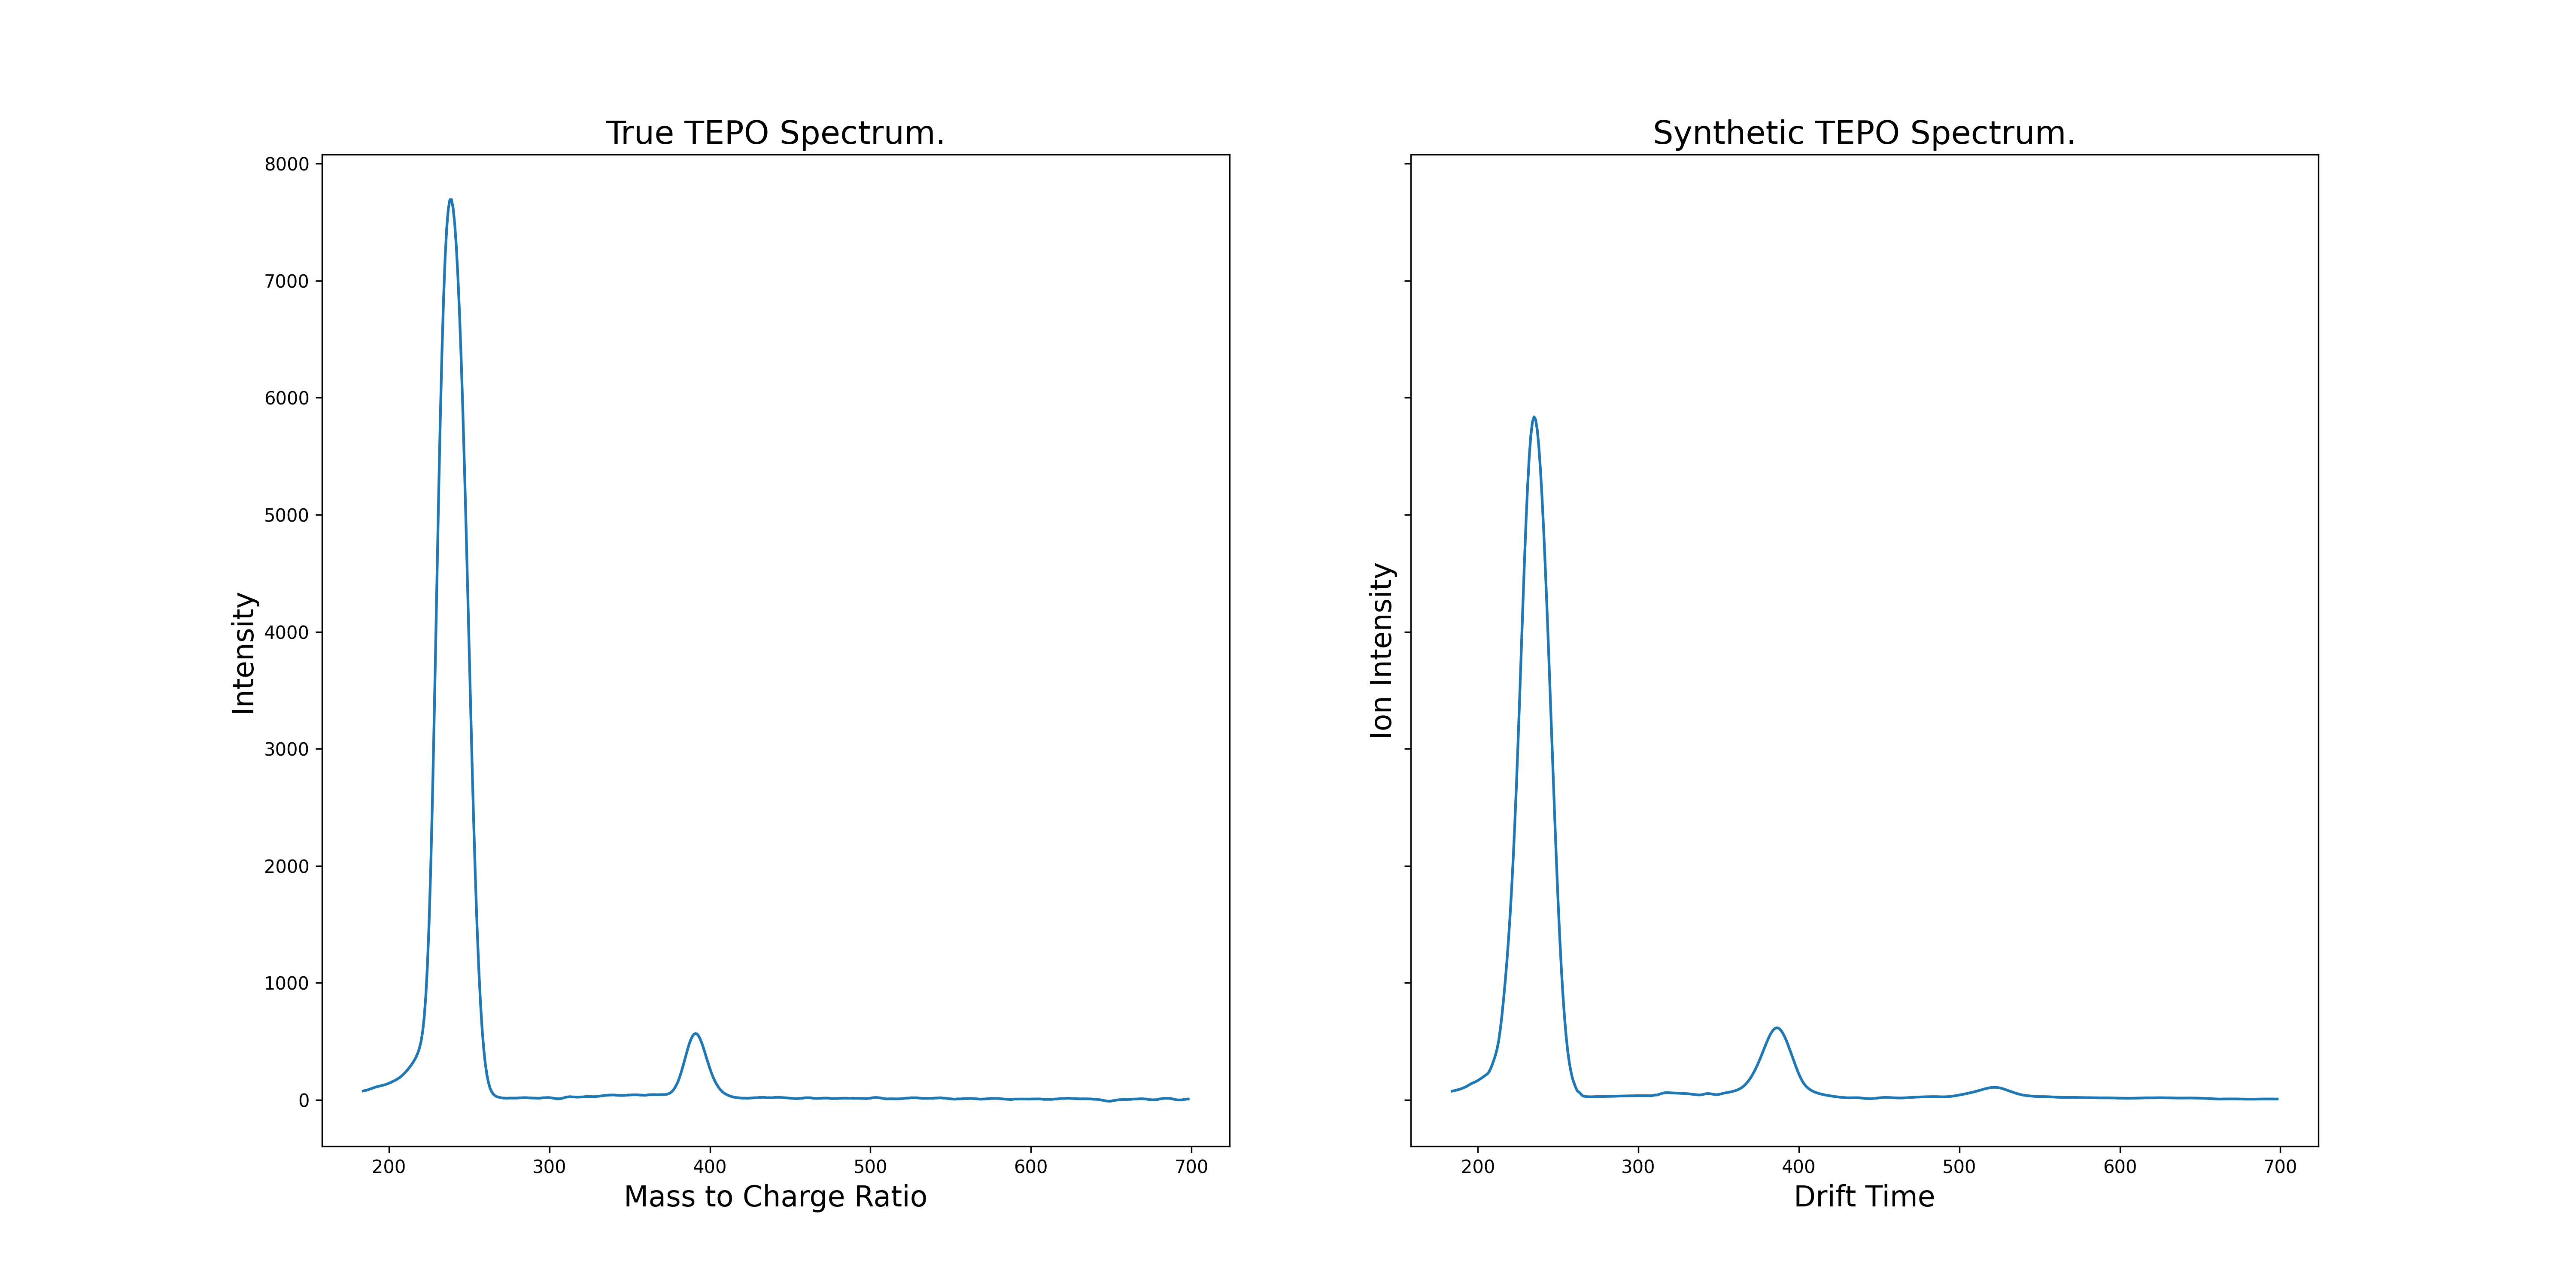 True TEPO Spectrum.
8000
7000
6000
5000
4000
3000
2000
1000
0
Intensity
200 300 400 500 600 700
Mass to Charge Ratio
Synthetic TEPO Spectrum.
Ion Intensity
200 300 400 500 600 700
Drift Time